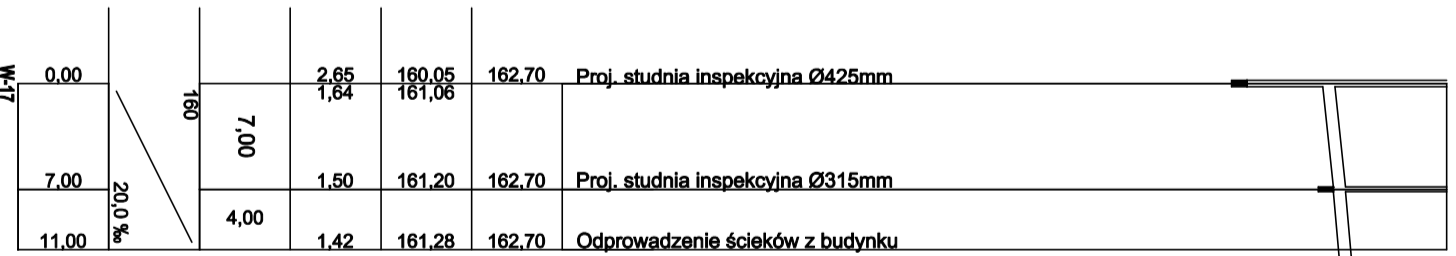 W-17
0,00 2,65 160,05 162,70 Proj. studnia inspekcyjna Ø425mm
1,64 161,06
160
7,00
7,00 1,50 161,20 162,70 Proj. studnia inspekcyjna Ø315mm
20,0 ‰
4,00
11,00 1,42 161,28 162,70 Odprowadzenie ścieków z budynku